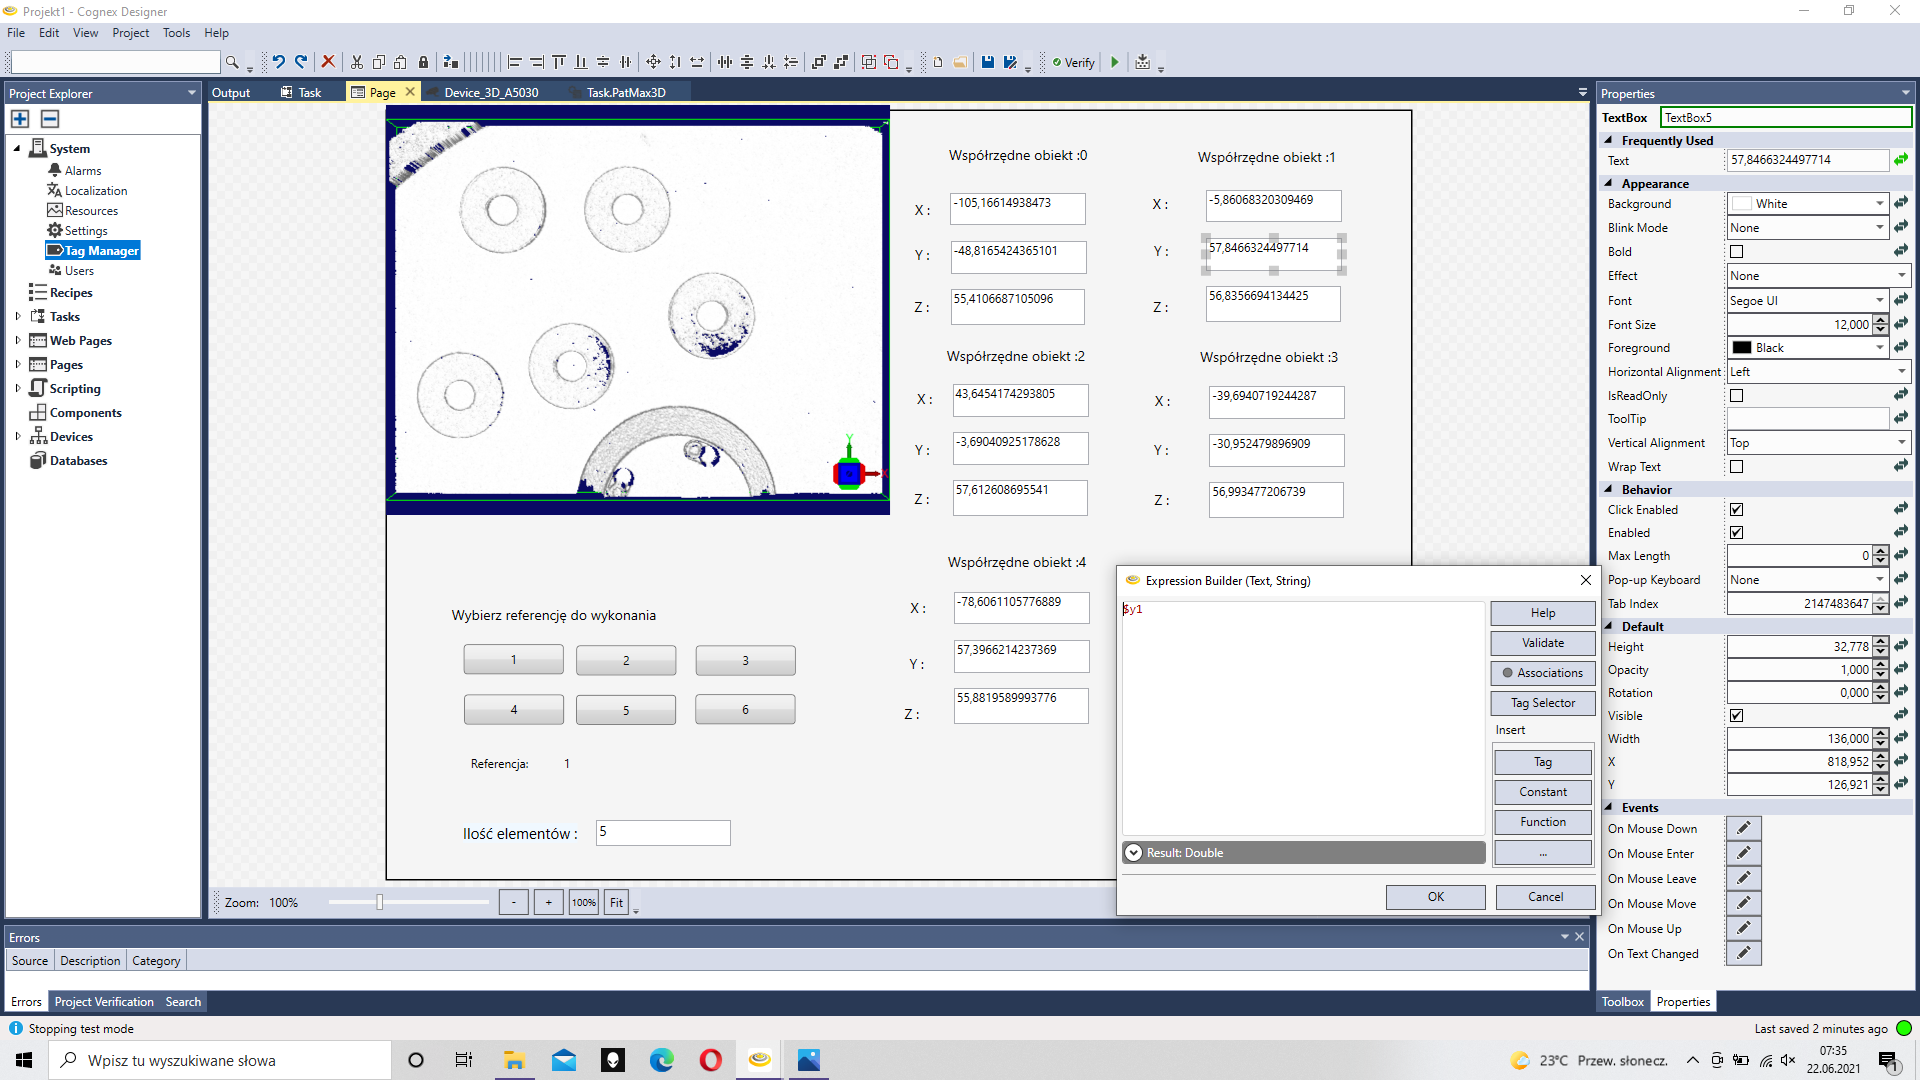 Projekt1 - Cognex Designer
File Edit View Project Tools Help
Verify
Project Explorer
System
Alarms
Localization
Resources
Settings
Tag Manager
Users
Recipes
Tasks
Web Pages
Pages
Scripting
Components
Devices
Databases
Output Task Page Device_3D_A5030 Task.PatMax3D
Y
X
Współrzędne obiekt :0
X :
-105,16614938473
Y :
-48,8165424365101
Z :
55,4106687105096
Współrzędne obiekt :1
X :
-5,86068320309469
Y :
57,8466324497714
Z :
56,8356694134425
Współrzędne obiekt :2
X :
43,6454174293805
Y :
-3,69040925178628
Z :
57,612608695541
Współrzędne obiekt :3
X :
-39,6940719244287
Y :
-30,952479896909
Z :
56,993477206739
Współrzędne obiekt :4
X :
-78,6061105776889
Y :
57,3966214237369
Z :
55,8819589993776
Wybierz referencję do wykonania
1 2 3
4 5 6
Referencja: 1
Ilość elementów : 5
Zoom: 100% - + 100% Fit
Expression Builder (Text, String)
$y1
Help
Validate
Associations
Tag Selector
Insert
Tag
Constant
Function
...
Result: Double
OK Cancel
Properties
TextBox TextBox5
Frequently Used
Text 57,8466324497714
Appearance
Background White
Blink Mode None
Bold
Effect None
Font Segoe UI
Font Size 12,000
Foreground Black
Horizontal Alignment Left
IsReadOnly
ToolTip
Vertical Alignment Top
Wrap Text
Behavior
Click Enabled
Enabled
Max Length 0
Pop-up Keyboard None
Tab Index 2147483647
Default
Height 32,778
Opacity 1,000
Rotation 0,000
Visible
Width 136,000
X 818,952
Y 126,921
Events
On Mouse Down
On Mouse Enter
On Mouse Leave
On Mouse Move
On Mouse Up
On Text Changed
Toolbox Properties
Errors
Source Description Category
Errors Project Verification Search
Stopping test mode
Last saved 2 minutes ago
Wpisz tu wyszukiwane słowa
23°C Przew. słonecz.
07:35
22.06.2021
1